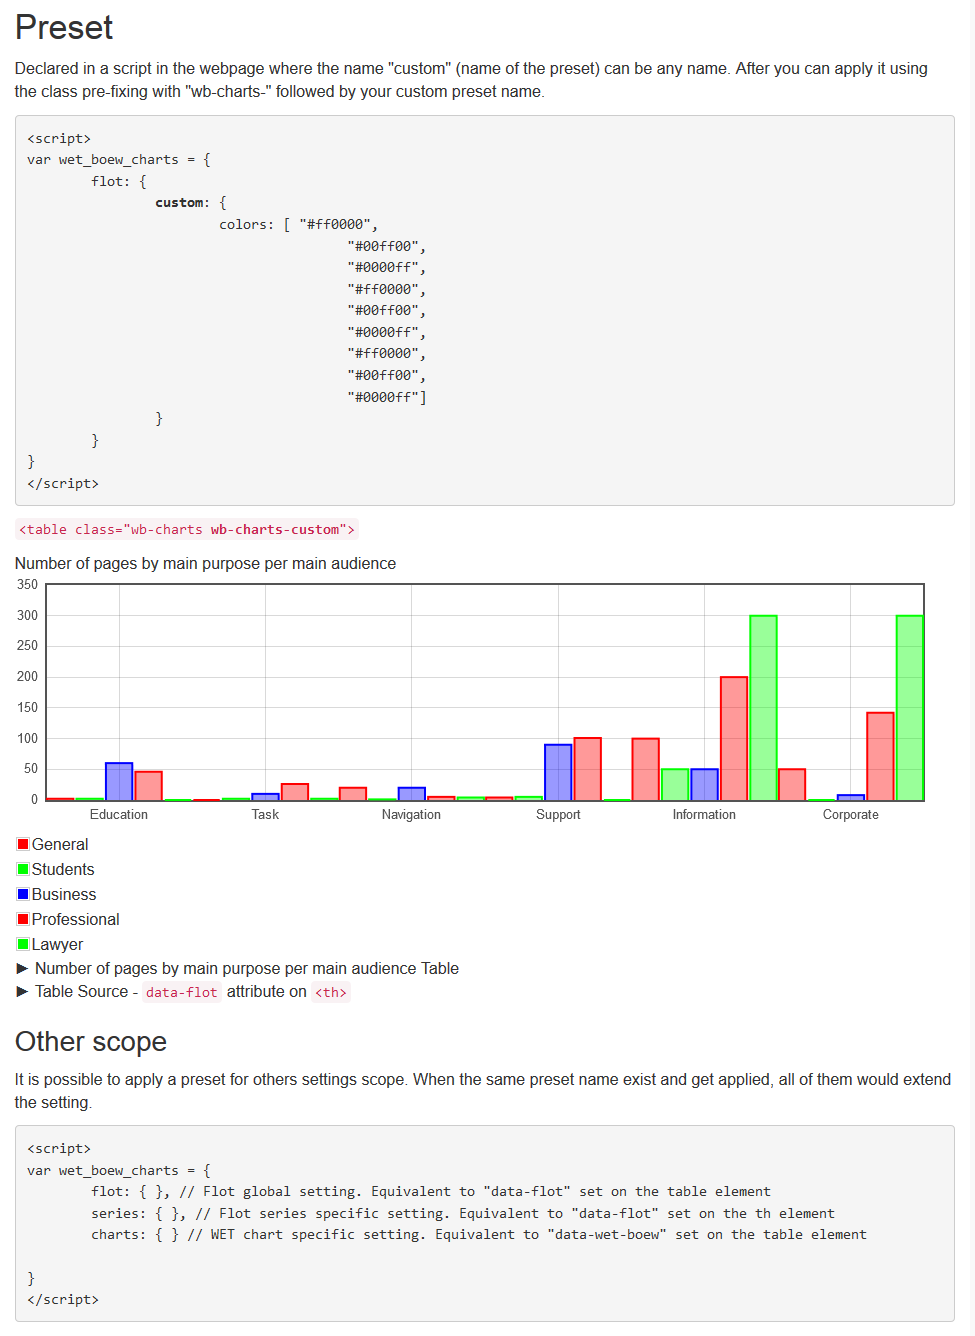 Preset
Declared in a script in the webpage where the name "custom" (name of the preset) can be any name. After you can apply it using
the class pre-fixing with "wb-charts-" followed by your custom preset name.
<script>
var wet_boew_charts = {
flot: {
custom: {
colors: [ "#ff0000",
"#00ff00",
"#0000ff",
"#ff0000",
"#00ff00",
"#0000ff",
"#ff0000",
"#00ff00",
"#0000ff"]
}
}
}
</script>
<table class="wb-charts wb-charts-custom">
Number of pages by main purpose per main audience
350
300
250
200
150
100
50
0
Education Task Navigation Support Information Corporate
General
Students
Business
Professional
Lawyer
► Number of pages by main purpose per main audience Table
► Table Source - data-flot attribute on <th>
Other scope
It is possible to apply a preset for others settings scope. When the same preset name exist and get applied, all of them would extend
the setting.
<script>
var wet_boew_charts = {
flot: { }, // Flot global setting. Equivalent to "data-flot" set on the table element
series: { }, // Flot series specific setting. Equivalent to "data-flot" set on the th element
charts: { } // WET chart specific setting. Equivalent to "data-wet-boew" set on the table element
}
</script>